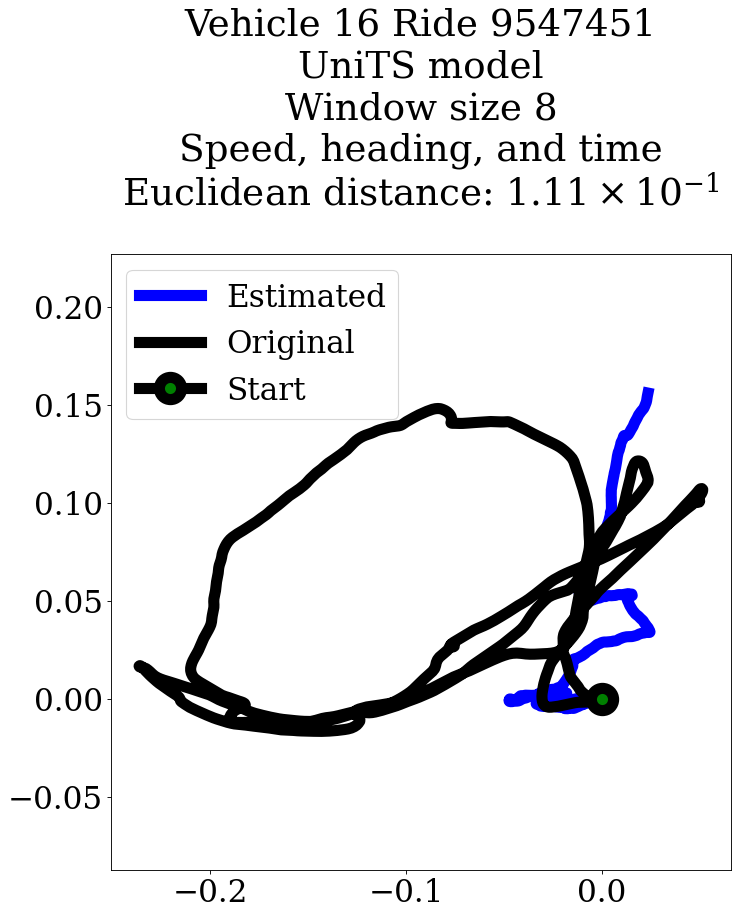 Vehicle 16 Ride 9547451
UniTS model
Window size 8
Speed, heading, and time
Euclidean distance: 1.11 × 10⁻¹
Estimated
Original
Start
0.20
0.15
0.10
0.05
0.00
−0.05
−0.2
−0.1
0.0